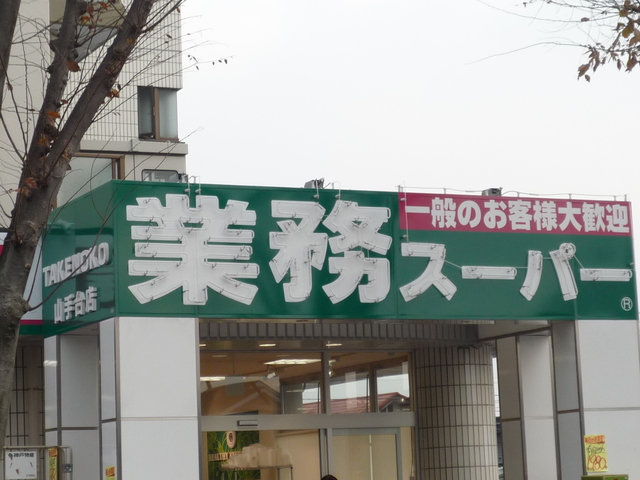 業務スーパー
一般のお客様大歓迎
®
TAKENOKO
山手台店
1980